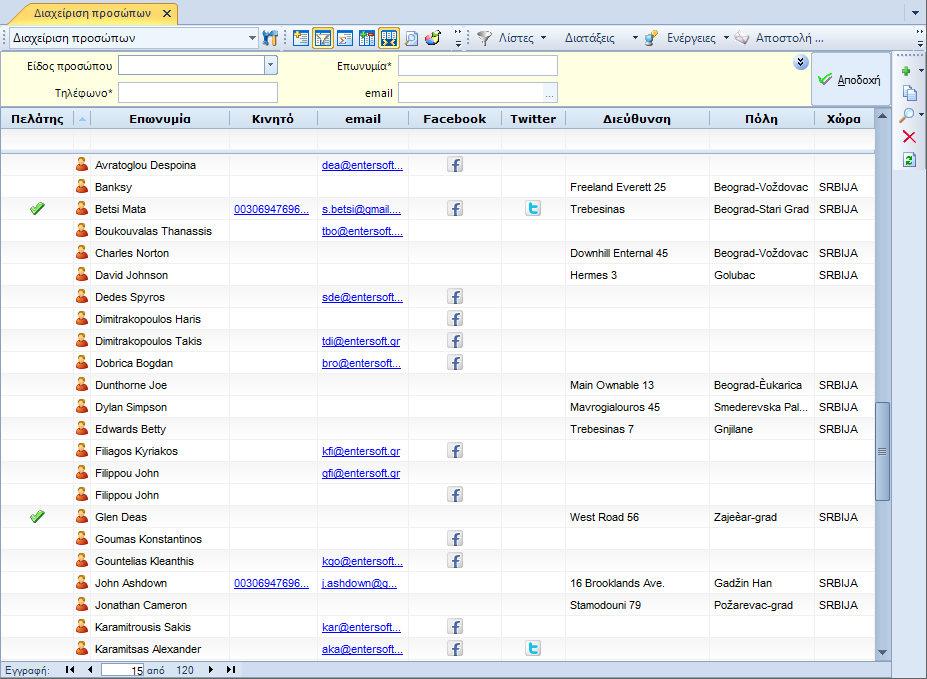 Διαχείριση προσώπων
Διαχείριση προσώπων Λίστες Διατάξεις Ενέργειες Αποστολή ...
Είδος προσώπου Επωνυμία*
Τηλέφωνο* email ... Αποδοχή
Πελάτης Επωνυμία Κινητό email Facebook Twitter Διεύθυνση Πόλη Χώρα
Avratoglou Despoina dea@entersoft...
Banksy Freeland Everett 25 Beograd-Voždovac SRBIJA
Betsi Mata 00306947696... s.betsi@gmail.... Trebesinas Beograd-Stari Grad SRBIJA
Boukouvalas Thanassis tbo@entersoft....
Charles Norton Downhill Enternal 45 Beograd-Voždovac SRBIJA
David Johnson Hermes 3 Golubac SRBIJA
Dedes Spyros sde@entersoft...
Dimitrakopoulos Haris
Dimitrakopoulos Takis tdi@entersoft.gr
Dobrica Bogdan bro@entersoft...
Dunthorne Joe Main Ownable 13 Beograd-Èukarica SRBIJA
Dylan Simpson Mavrogialouros 45 Smederevska Pal... SRBIJA
Edwards Betty Trebesinas 7 Gnjilane SRBIJA
Filiagos Kyriakos kfi@entersoft.gr
Filippou John gfi@entersoft.gr
Filippou John
Glen Deas West Road 56 Zajeèar-grad SRBIJA
Goumas Konstantinos
Gountelias Kleanthis kgo@entersoft...
John Ashdown 00306947696... j.ashdown@g... 16 Brooklands Ave. Gadžin Han SRBIJA
Jonathan Cameron Stamodouni 79 Požarevac-grad SRBIJA
Karamitrousis Sakis kar@entersoft...
Karamitsas Alexander aka@entersoft...
Εγγραφή: 15 από 120